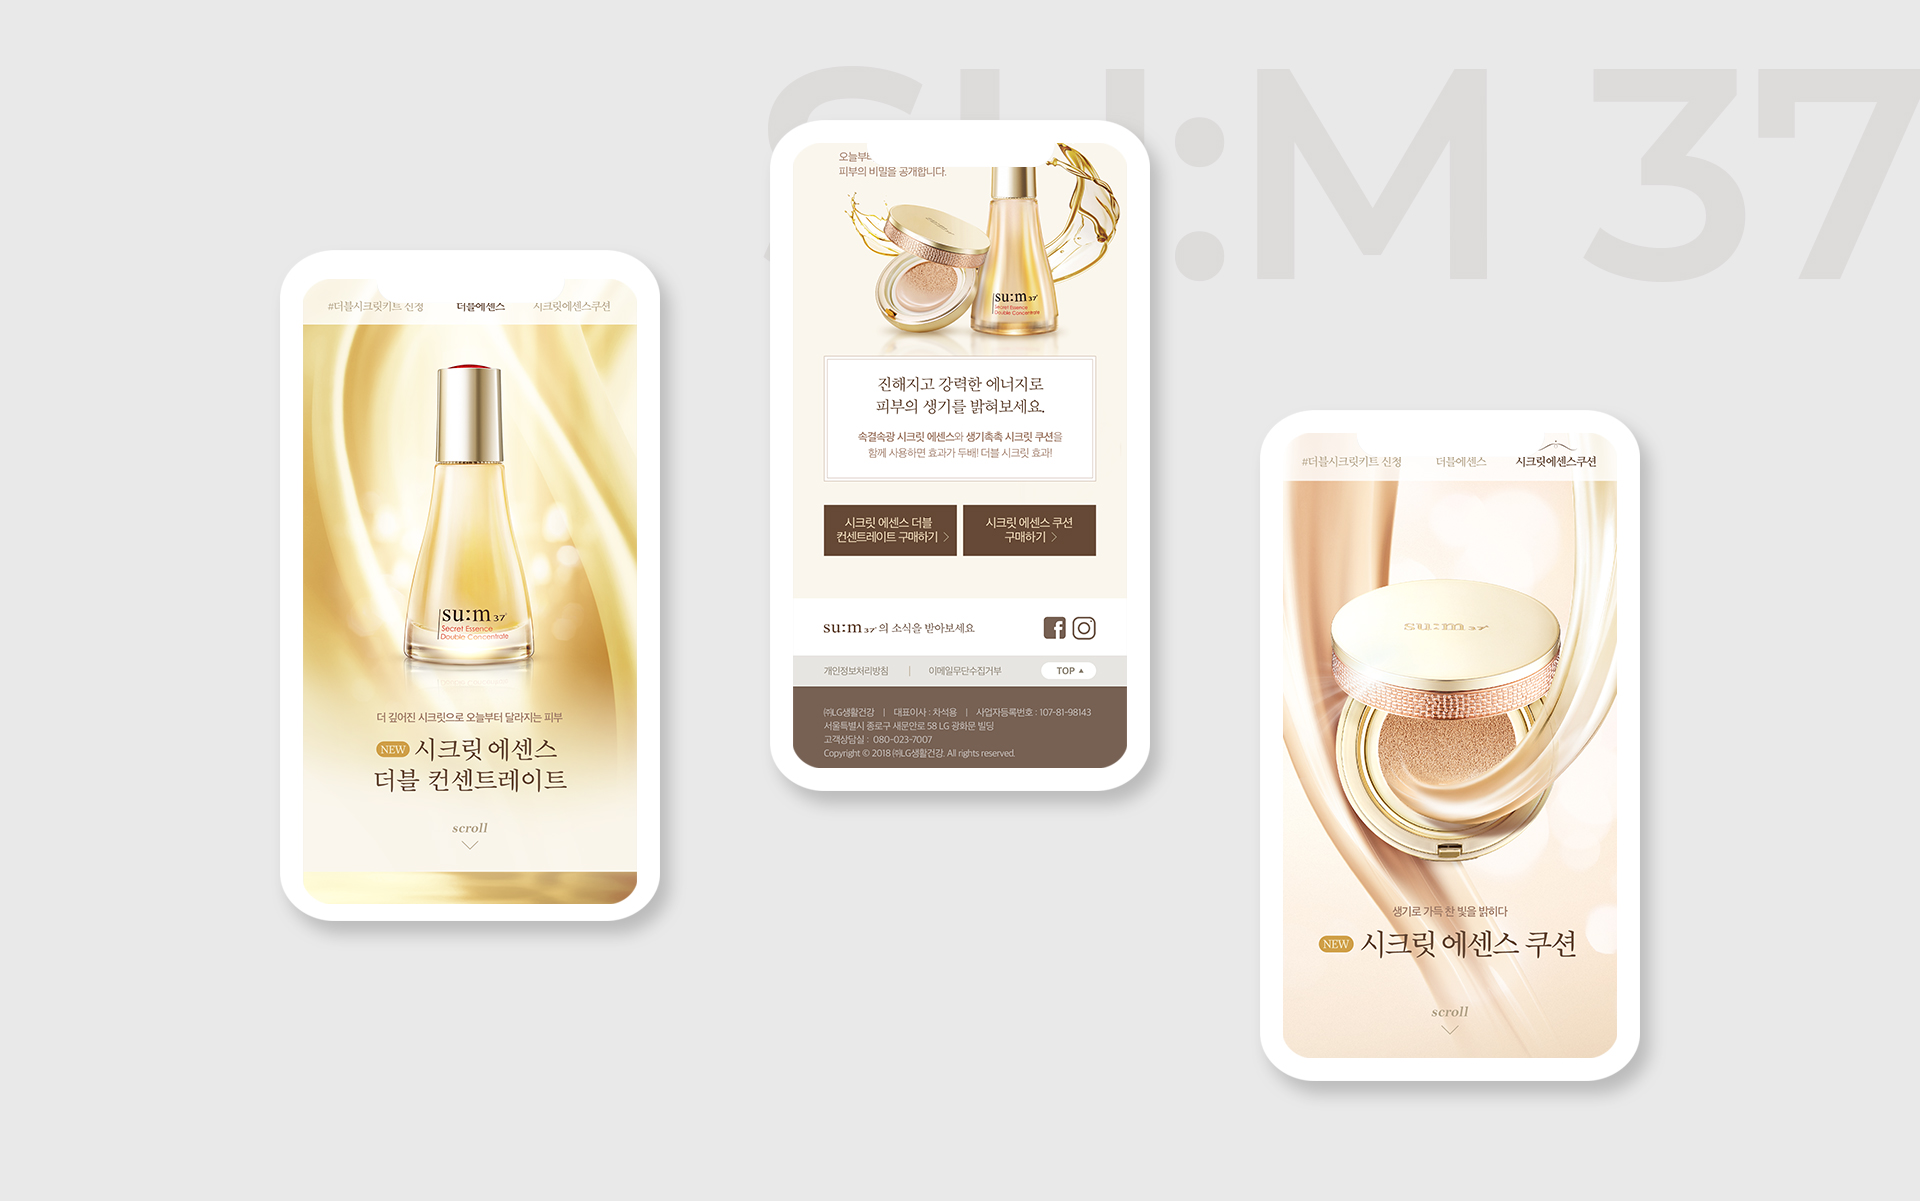 SU:M 37
#더블시크릿키트 신청
더블에센스
시크릿에센스쿠션
su:m 37°
Secret Essence
Double Concentrate
더 깊어진 시크릿으로 오늘부터 달라지는 피부
NEW 시크릿 에센스
더블 컨센트레이트
scroll
오늘부터
피부의 비밀을 공개합니다.
su:m 37°
Secret Essence
Double Concentrate
진해지고 강력한 에너지로
피부의 생기를 밝혀보세요.
속결속광 시크릿 에센스와 생기촉촉 시크릿 쿠션을
함께 사용하면 효과가 두배! 더블 시크릿 효과!
시크릿 에센스 더블
컨센트레이트 구매하기 >
시크릿 에센스 쿠션
구매하기 >
su:m 37° 의 소식을 받아보세요
개인정보처리방침 | 이메일무단수집거부
TOP ▲
㈜LG생활건강 | 대표이사 : 차석용 | 사업자등록번호 : 107-81-98143
서울특별시 종로구 새문안로 58 LG 광화문 빌딩
고객상담실 : 080-023-7007
Copyright © 2018 ㈜LG생활건강. All rights reserved.
#더블시크릿키트 신청
더블에센스
시크릿에센스쿠션
su:m 37°
생기로 가득 찬 빛을 밝히다
NEW 시크릿 에센스 쿠션
scroll